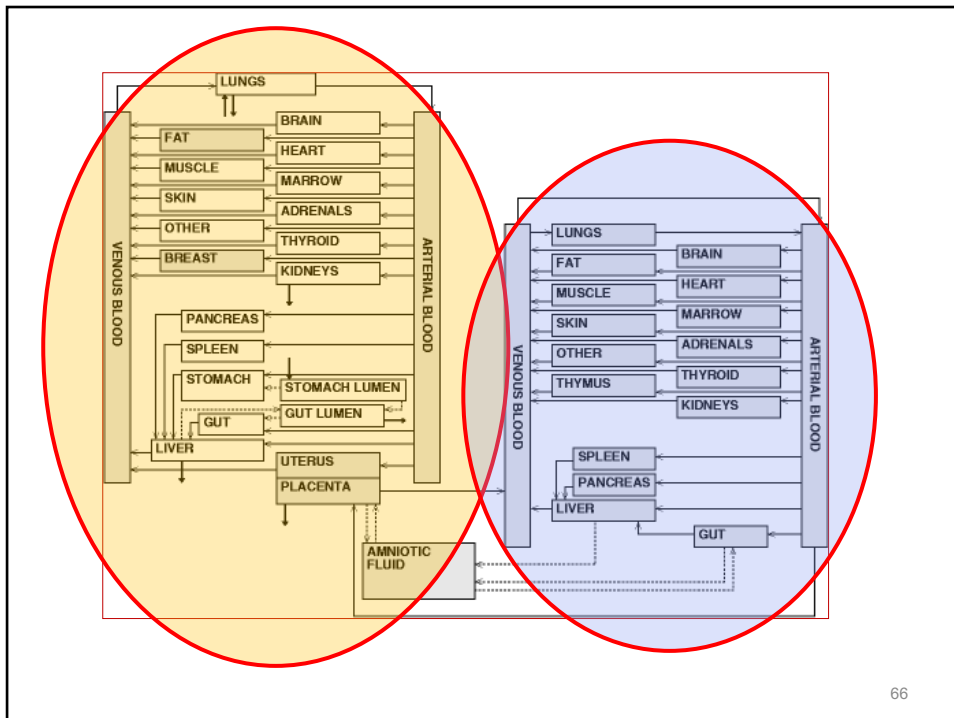 LUNGS
BRAIN
FAT
HEART
MUSCLE
MARROW
SKIN
ADRENALS
OTHER
THYROID
BREAST
KIDNEYS
VENOUS BLOOD
ARTERIAL BLOOD
PANCREAS
SPLEEN
STOMACH
STOMACH LUMEN
GUT LUMEN
GUT
LIVER
UTERUS
PLACENTA
AMNIOTIC
FLUID
LUNGS
BRAIN
FAT
HEART
MUSCLE
MARROW
SKIN
ADRENALS
OTHER
THYROID
THYMUS
KIDNEYS
VENOUS BLOOD
ARTERIAL BLOOD
SPLEEN
PANCREAS
LIVER
GUT
66